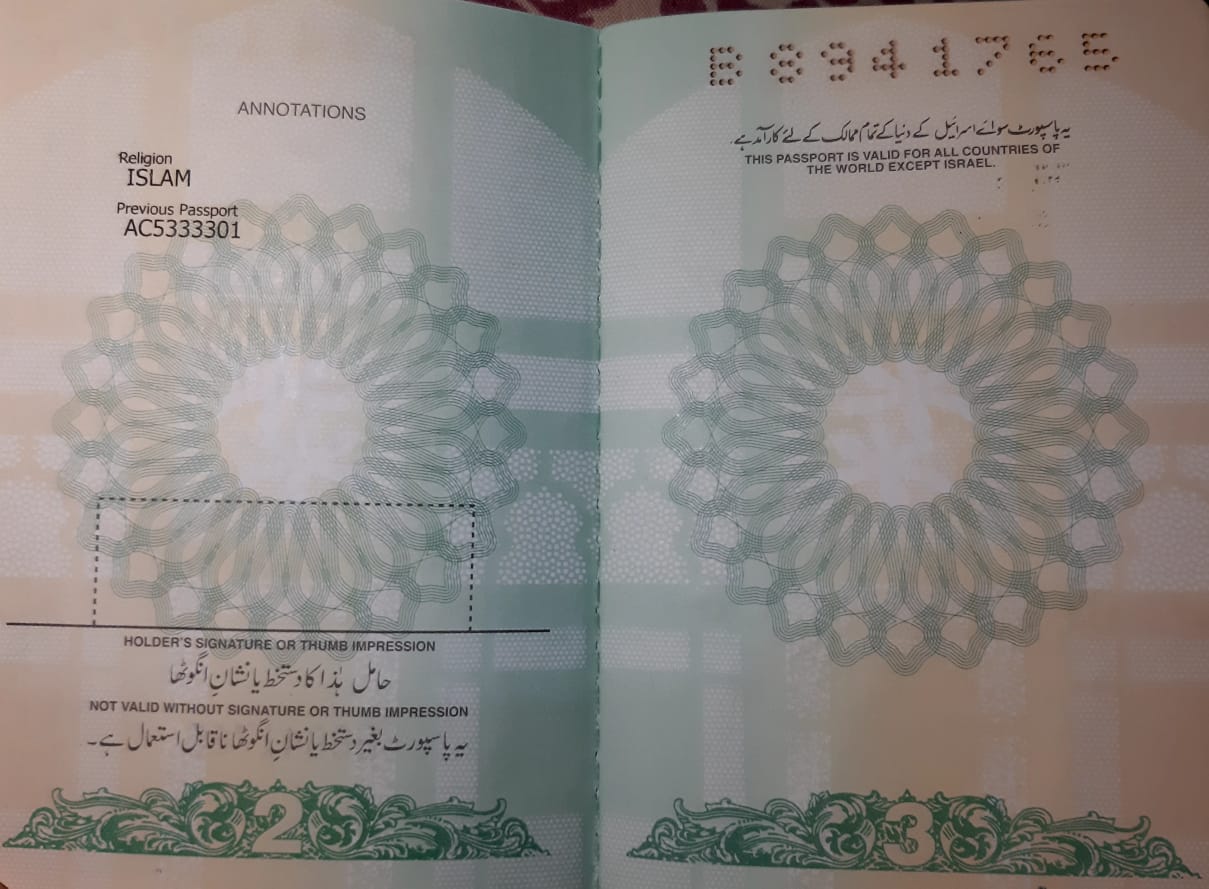 ANNOTATIONS
Religion
ISLAM
Previous Passport
AC5333301
HOLDER'S SIGNATURE OR THUMB IMPRESSION
حامل ہٰذا کا دستخط یا نشانِ انگوٹھا
NOT VALID WITHOUT SIGNATURE OR THUMB IMPRESSION
یہ پاسپورٹ بغیر دستخط یا نشانِ انگوٹھا ناقابل استعمال ہے۔
2
B8941765
یہ پاسپورٹ سوائے اسرائیل کے دنیا کے تمام ممالک کے لئے کارآمد ہے۔
THIS PASSPORT IS VALID FOR ALL COUNTRIES OF
THE WORLD EXCEPT ISRAEL.
3